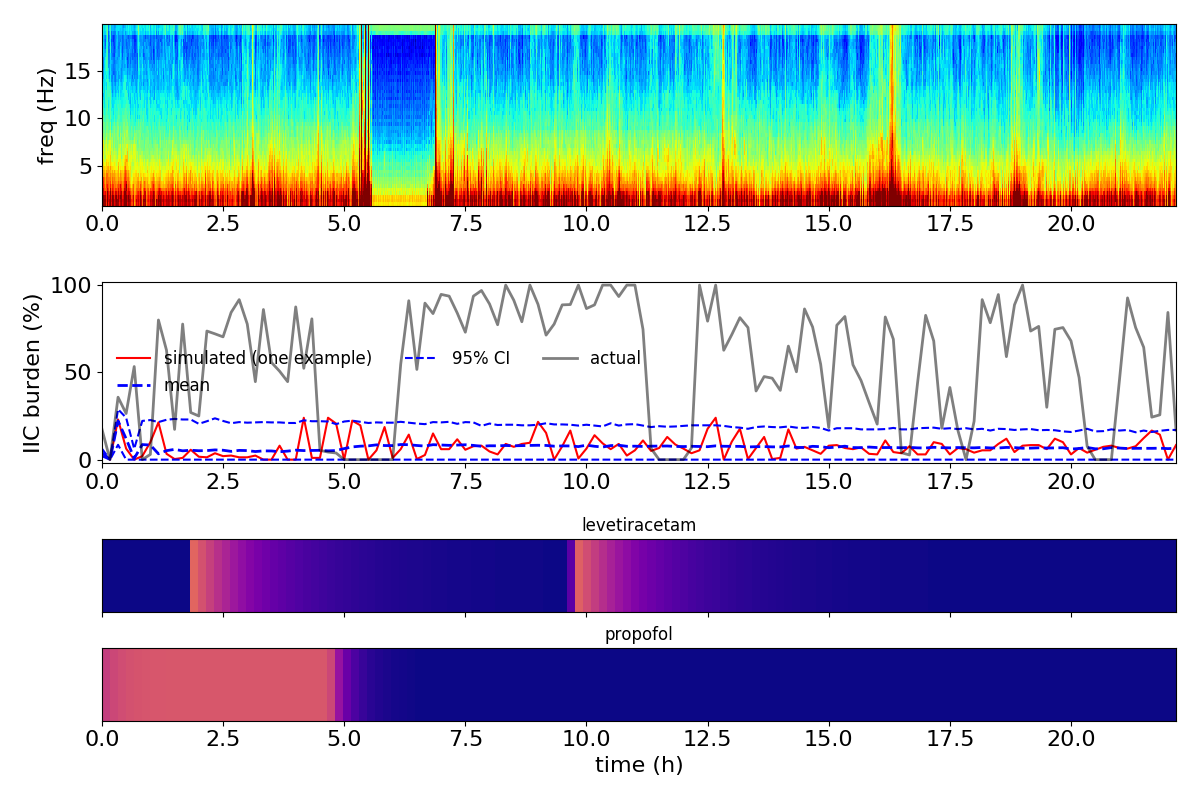 freq (Hz)
15
10
5
0.0 2.5 5.0 7.5 10.0 12.5 15.0 17.5 20.0
IIC burden (%)
100
50
0
simulated (one example) 95% CI actual
mean
0.0 2.5 5.0 7.5 10.0 12.5 15.0 17.5 20.0
levetiracetam
propofol
0.0 2.5 5.0 7.5 10.0 12.5 15.0 17.5 20.0
time (h)